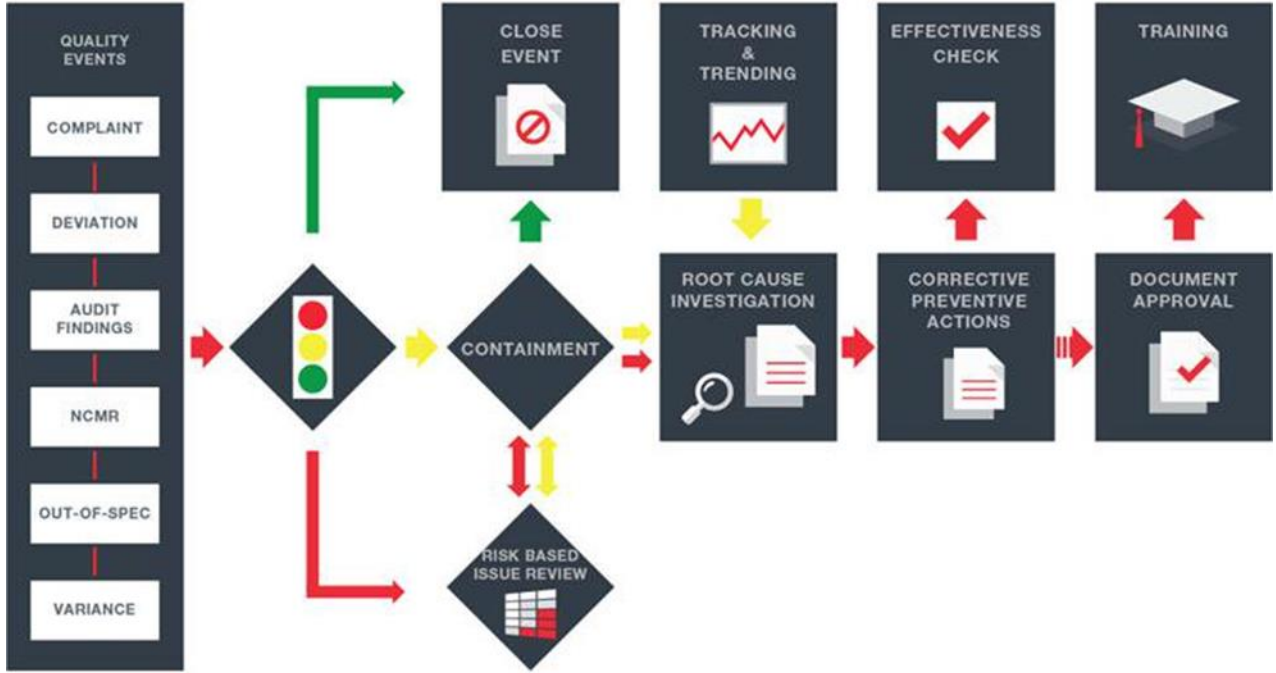 QUALITY
EVENTS
COMPLAINT
DEVIATION
AUDIT
FINDINGS
NCMR
OUT-OF-SPEC
VARIANCE
CLOSE
EVENT
TRACKING
&
TRENDING
EFFECTIVENESS
CHECK
TRAINING
CONTAINMENT
ROOT CAUSE
INVESTIGATION
CORRECTIVE
PREVENTIVE
ACTIONS
DOCUMENT
APPROVAL
RISK BASED
ISSUE REVIEW